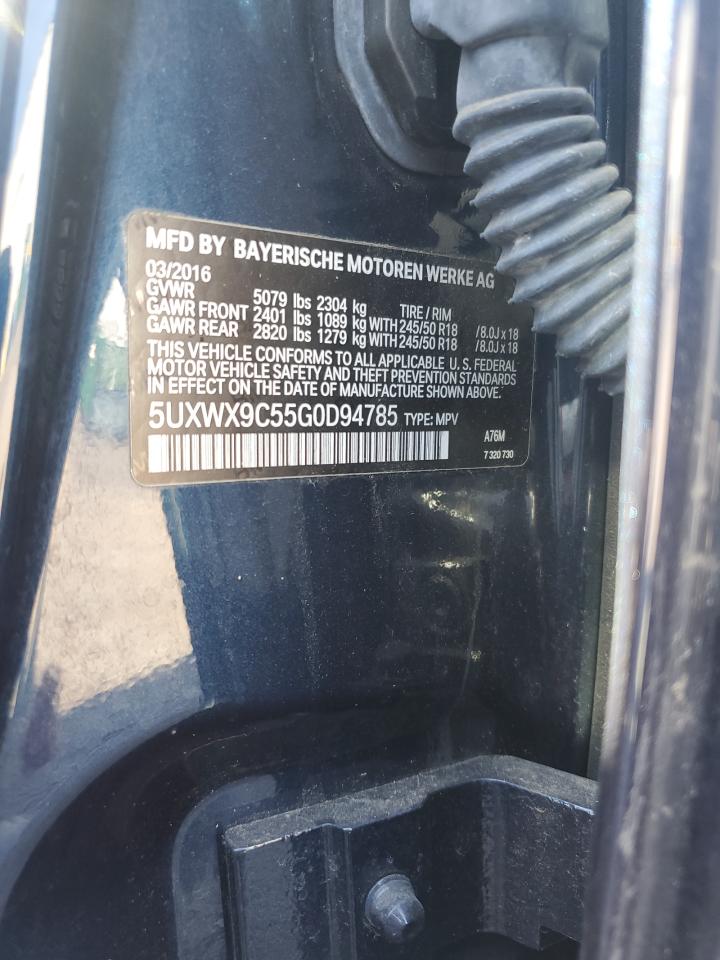 MFD BY BAYERISCHE MOTOREN WERKE AG
03/2016
GVWR 5079 lbs 2304 kg TIRE / RIM
GAWR FRONT 2401 lbs 1089 kg WITH 245/50 R18 / 8.0J x 18
GAWR REAR 2820 lbs 1279 kg WITH 245/50 R18 / 8.0J x 18
THIS VEHICLE CONFORMS TO ALL APPLICABLE U.S. FEDERAL
MOTOR VEHICLE SAFETY AND THEFT PREVENTION STANDARDS
IN EFFECT ON THE DATE OF MANUFACTURE SHOWN ABOVE.
5UXWX9C55G0D94785 TYPE: MPV
A76M
7 320 730